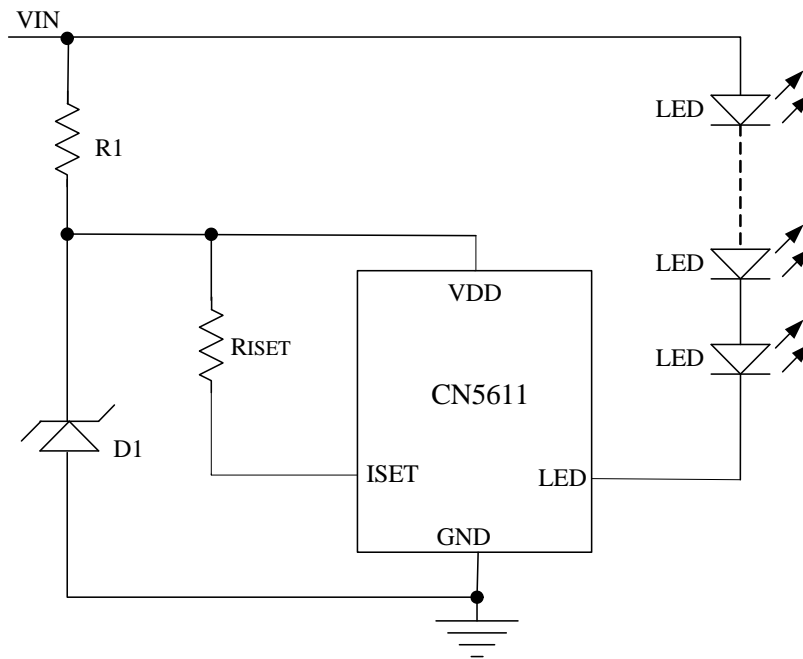 VIN
LED
R1
LED
VDD
RISET
LED
CN5611
D1
ISET
LED
GND